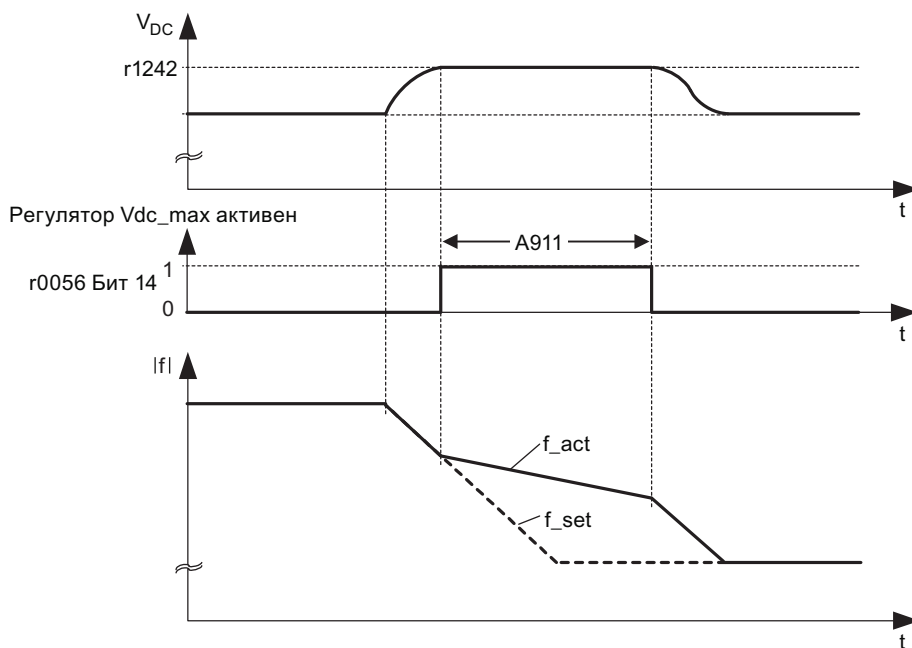 V_DC
r1242
t
Регулятор Vdc_max активен
A911
r0056 Бит 14
1
0
t
|f|
f_act
f_set
t